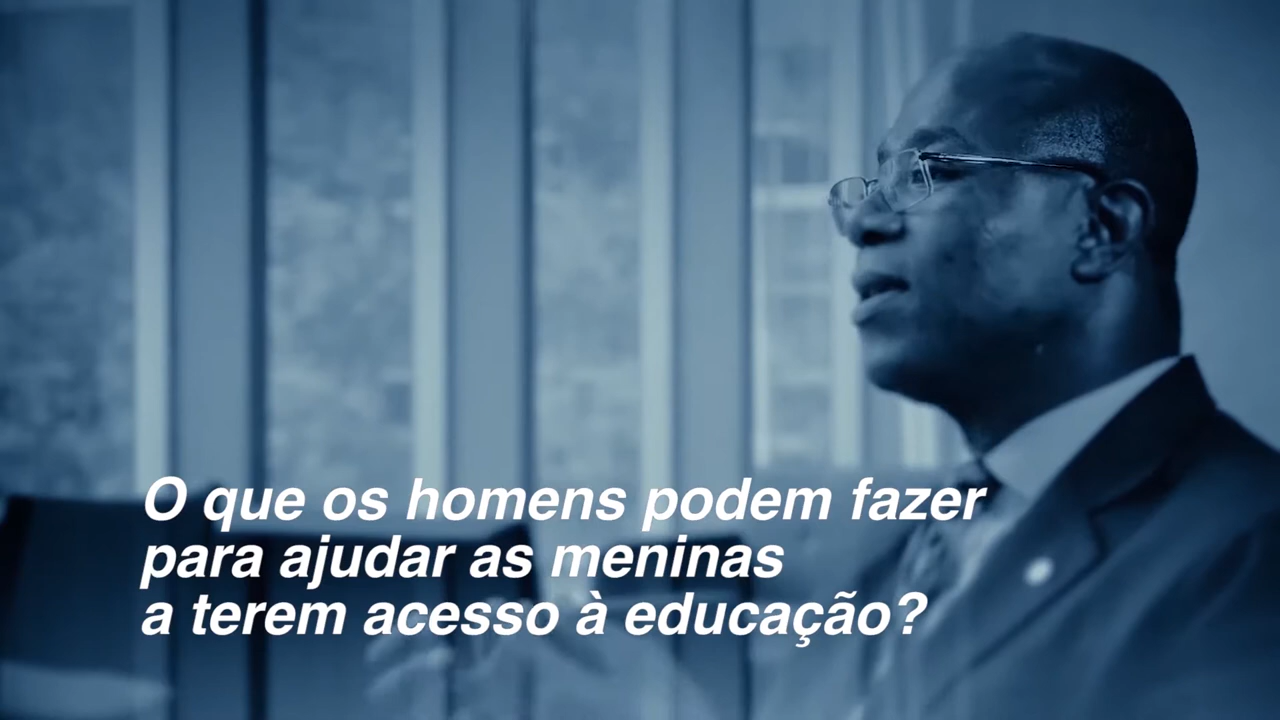 O que os homens podem fazer
para ajudar as meninas
a terem acesso à educação?